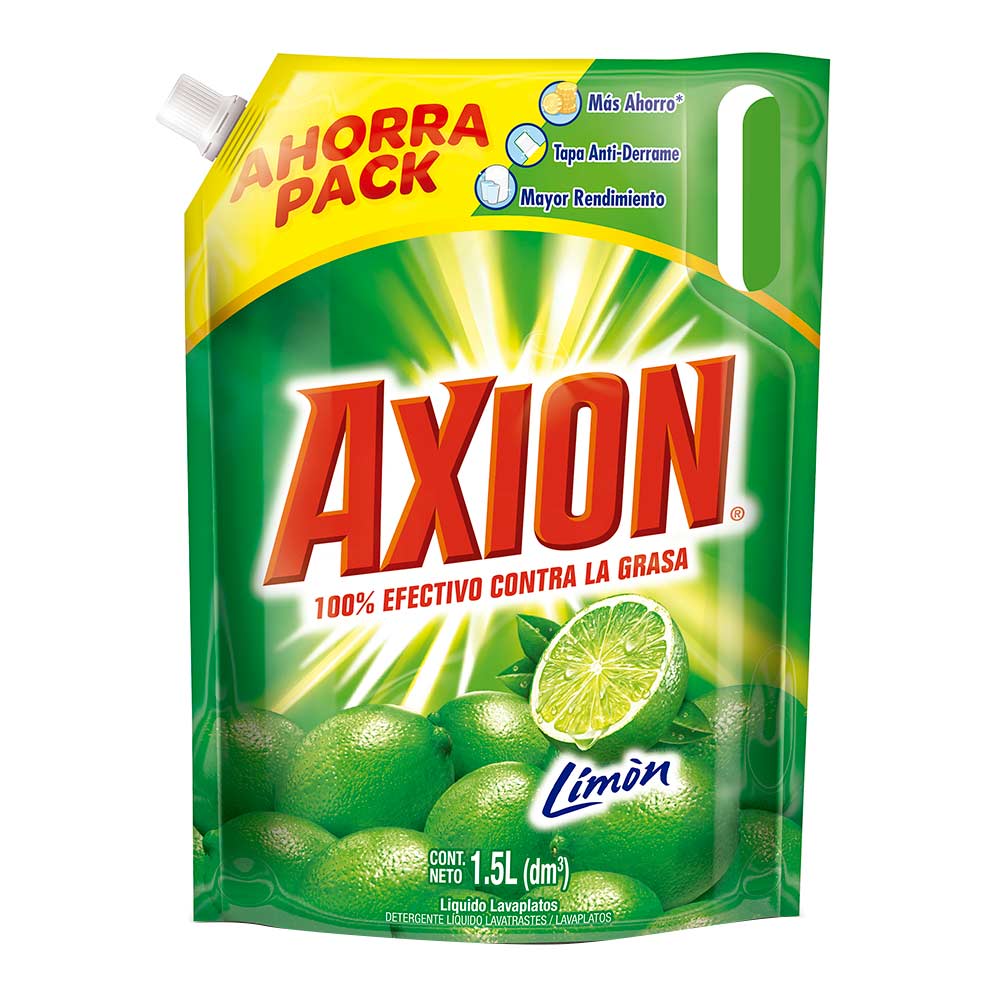 AHORRA
PACK
Más Ahorro*
Tapa Anti-Derrame
Mayor Rendimiento
AXION®
100% EFECTIVO CONTRA LA GRASA
Limòn
CONT.
NETO 1.5L (dm³)
Liquido Lavaplatos
DETERGENTE LÍQUIDO LAVATRASTES / LAVAPLATOS